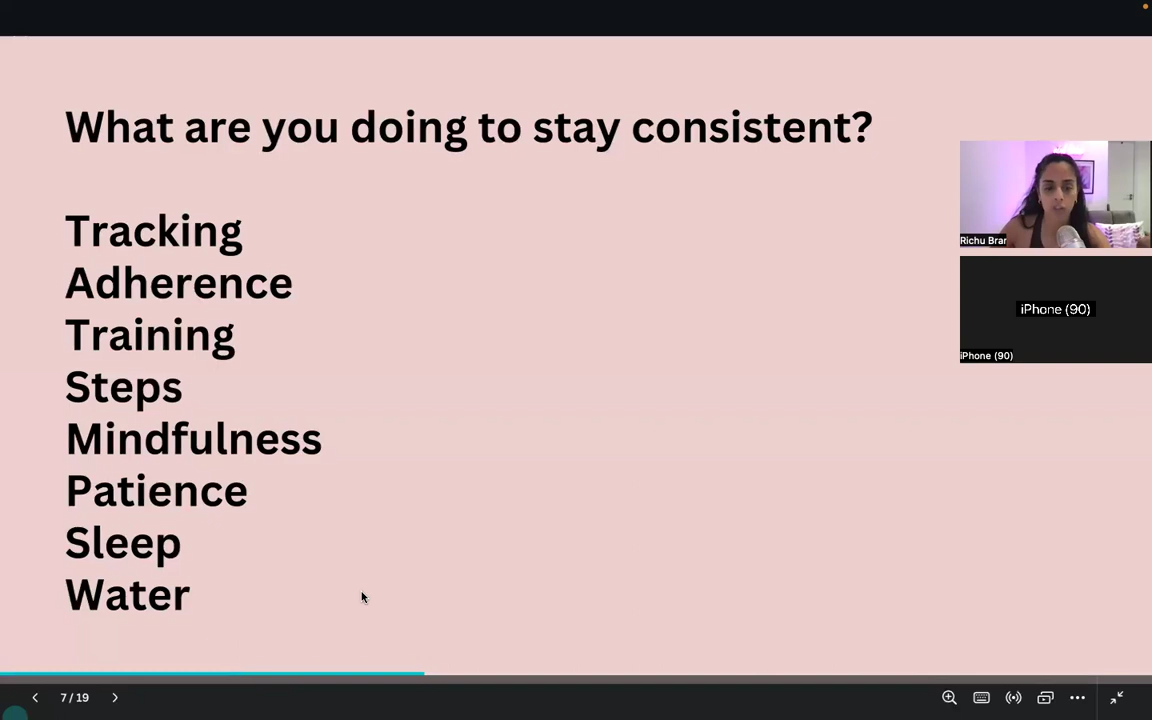 What are you doing to stay consistent?
Tracking
Adherence
Training
Steps
Mindfulness
Patience
Sleep
Water
Richu Brar
iPhone (90)
iPhone (90)
7 / 19